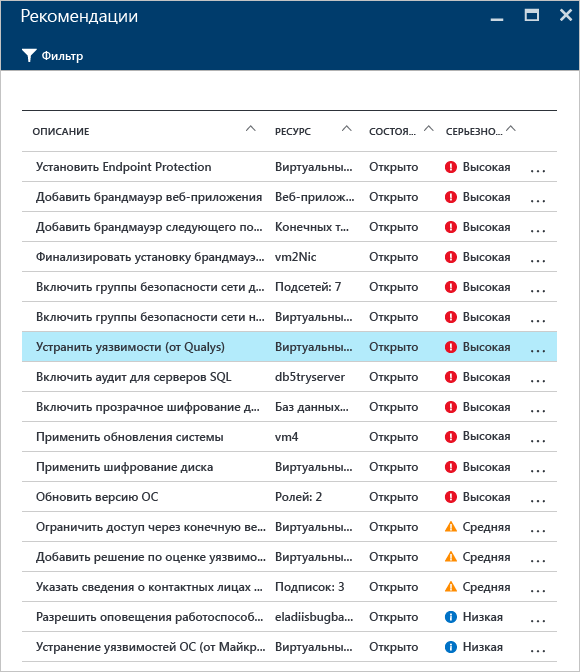 Рекомендации
Фильтр
ОПИСАНИЕ РЕСУРС СОСТОЯ... СЕРЬЕЗНО...
Установить Endpoint Protection Виртуальны... Открыто Высокая ...
Добавить брандмауэр веб-приложения Веб-прилож... Открыто Высокая ...
Добавить брандмауэр следующего по... Конечных т... Открыто Высокая ...
Финализировать установку брандмауэ... vm2Nic Открыто Высокая ...
Включить группы безопасности сети д... Подсетей: 7 Открыто Высокая ...
Включить группы безопасности сети н... Виртуальны... Открыто Высокая ...
Устранить уязвимости (от Qualys) Виртуальны... Открыто Высокая ...
Включить аудит для серверов SQL db5tryserver Открыто Высокая ...
Включить прозрачное шифрование д... Баз данных... Открыто Высокая ...
Применить обновления системы vm4 Открыто Высокая ...
Применить шифрование диска Виртуальны... Открыто Высокая ...
Обновить версию ОС Ролей: 2 Открыто Высокая ...
Ограничить доступ через конечную ве... Виртуальны... Открыто Средняя ...
Добавить решение по оценке уязвимо... Виртуальны... Открыто Средняя ...
Указать сведения о контактных лицах ... Подписок: 3 Открыто Средняя ...
Разрешить оповещения работоспособ... eladiisbugba... Открыто Низкая ...
Устранение уязвимостей ОС (от Майкр... Виртуальны... Открыто Низкая ...